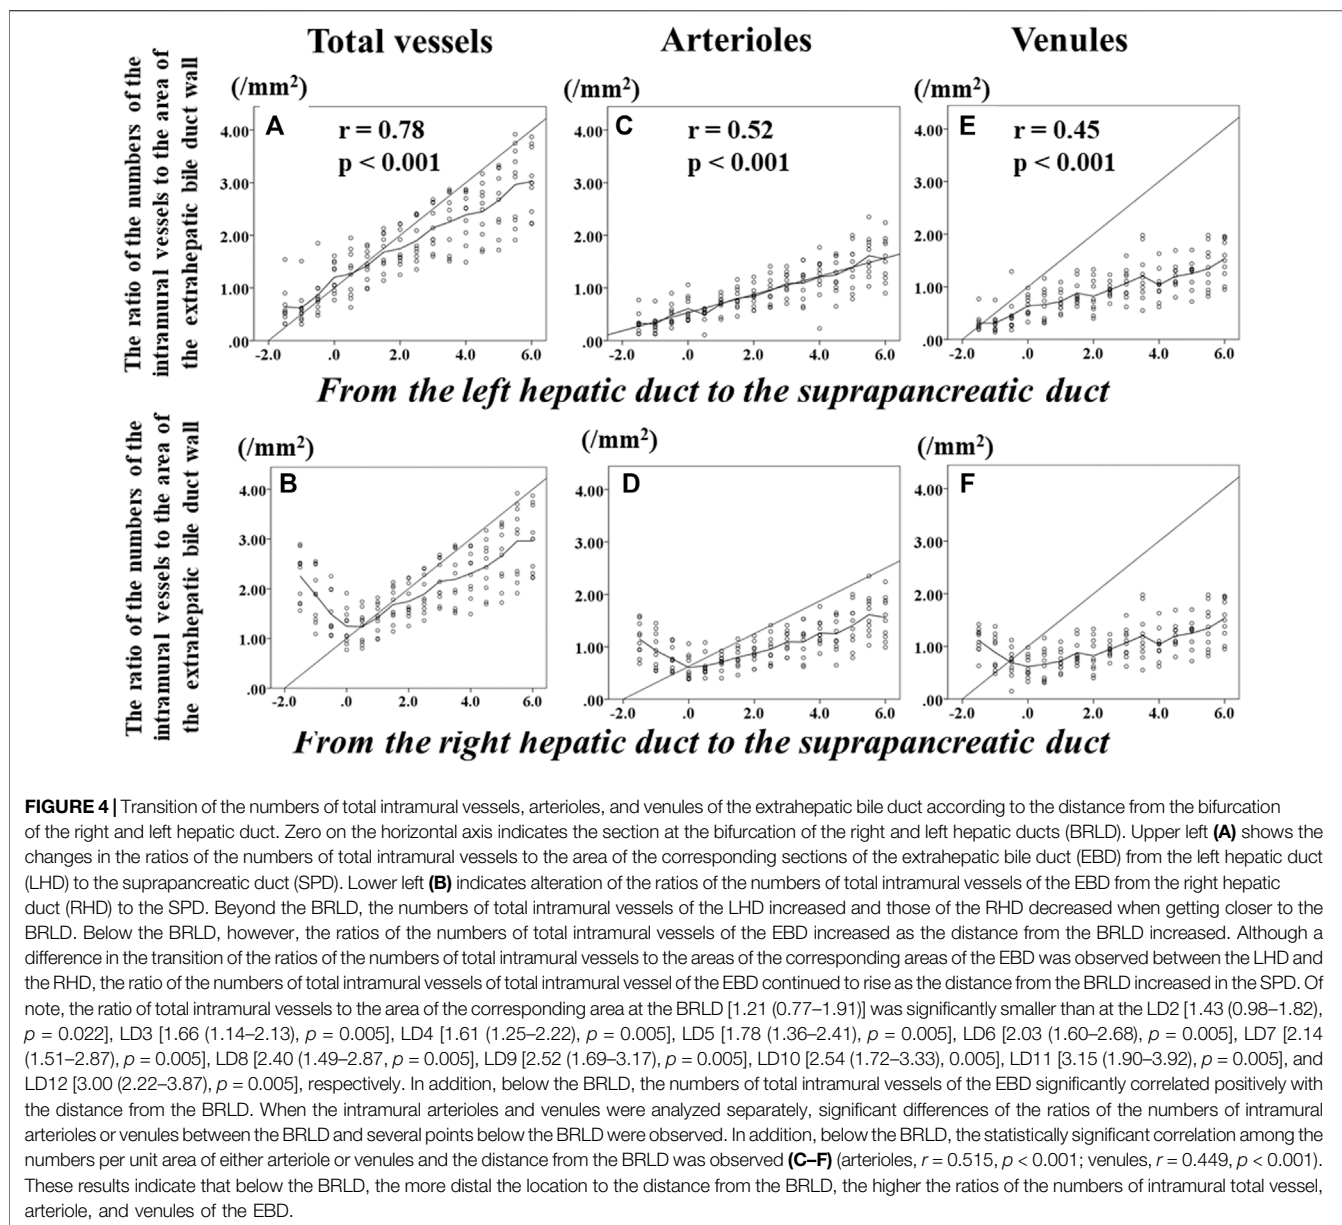 Total vessels
Arterioles
Venules
The ratio of the numbers of the
intramural vessels to the area of
the extrahepatic bile duct wall
(/mm²)
(/mm²)
(/mm²)
A
r = 0.78
p < 0.001
4.00
3.00
2.00
1.00
.00
-2.0 .0 2.0 4.0 6.0
C
r = 0.52
p < 0.001
4.00
3.00
2.00
1.00
.00
-2.0 .0 2.0 4.0 6.0
E
r = 0.45
p < 0.001
4.00
3.00
2.00
1.00
.00
-2.0 .0 2.0 4.0 6.0
From the left hepatic duct to the suprapancreatic duct
The ratio of the numbers of the
intramural vessels to the area of
the extrahepatic bile duct wall
(/mm²)
(/mm²)
(/mm²)
B
4.00
3.00
2.00
1.00
.00
-2.0 .0 2.0 4.0 6.0
D
4.00
3.00
2.00
1.00
.00
-2.0 .0 2.0 4.0 6.0
F
4.00
3.00
2.00
1.00
.00
-2.0 .0 2.0 4.0 6.0
From the right hepatic duct to the suprapancreatic duct
FIGURE 4 | Transition of the numbers of total intramural vessels, arterioles, and venules of the extrahepatic bile duct according to the distance from the bifurcation
of the right and left hepatic duct. Zero on the horizontal axis indicates the section at the bifurcation of the right and left hepatic ducts (BRLD). Upper left (A) shows the
changes in the ratios of the numbers of total intramural vessels to the area of the corresponding sections of the extrahepatic bile duct (EBD) from the left hepatic duct
(LHD) to the suprapancreatic duct (SPD). Lower left (B) indicates alteration of the ratios of the numbers of total intramural vessels of the EBD from the right hepatic
duct (RHD) to the SPD. Beyond the BRLD, the numbers of total intramural vessels of the LHD increased and those of the RHD decreased when getting closer to the
BRLD. Below the BRLD, however, the ratios of the numbers of total intramural vessels of the EBD increased as the distance from the BRLD increased. Although a
difference in the transition of the ratios of the numbers of total intramural vessels to the areas of the corresponding areas of the EBD was observed between the LHD and
the RHD, the ratio of the numbers of total intramural vessels of total intramural vessel of the EBD continued to rise as the distance from the BRLD increased in the SPD. Of
note, the ratio of total intramural vessels to the area of the corresponding area at the BRLD [1.21 (0.77–1.91)] was significantly smaller than at the LD2 [1.43 (0.98–1.82),
p = 0.022], LD3 [1.66 (1.14–2.13), p = 0.005], LD4 [1.61 (1.25–2.22), p = 0.005], LD5 [1.78 (1.36–2.41), p = 0.005], LD6 [2.03 (1.60–2.68), p = 0.005], LD7 [2.14
(1.51–2.87), p = 0.005], LD8 [2.40 (1.49–2.87, p = 0.005], LD9 [2.52 (1.69–3.17), p = 0.005], LD10 [2.54 (1.72–3.33), 0.005], LD11 [3.15 (1.90–3.92), p = 0.005], and
LD12 [3.00 (2.22–3.87), p = 0.005], respectively. In addition, below the BRLD, the numbers of total intramural vessels of the EBD significantly correlated positively with
the distance from the BRLD. When the intramural arterioles and venules were analyzed separately, significant differences of the ratios of the numbers of intramural
arterioles or venules between the BRLD and several points below the BRLD were observed. In addition, below the BRLD, the statistically significant correlation among the
numbers per unit area of either arteriole or venules and the distance from the BRLD was observed (C–F) (arterioles, r = 0.515, p < 0.001; venules, r = 0.449, p < 0.001).
These results indicate that below the BRLD, the more distal the location to the distance from the BRLD, the higher the ratios of the numbers of intramural total vessel,
arteriole, and venules of the EBD.